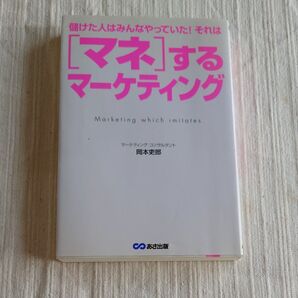 儲けた人はみんなやっていた! それは
[マネ]する
マーケティング
Marketing which imitates
マーケティング コンサルタント
岡本吏郎
あさ出版